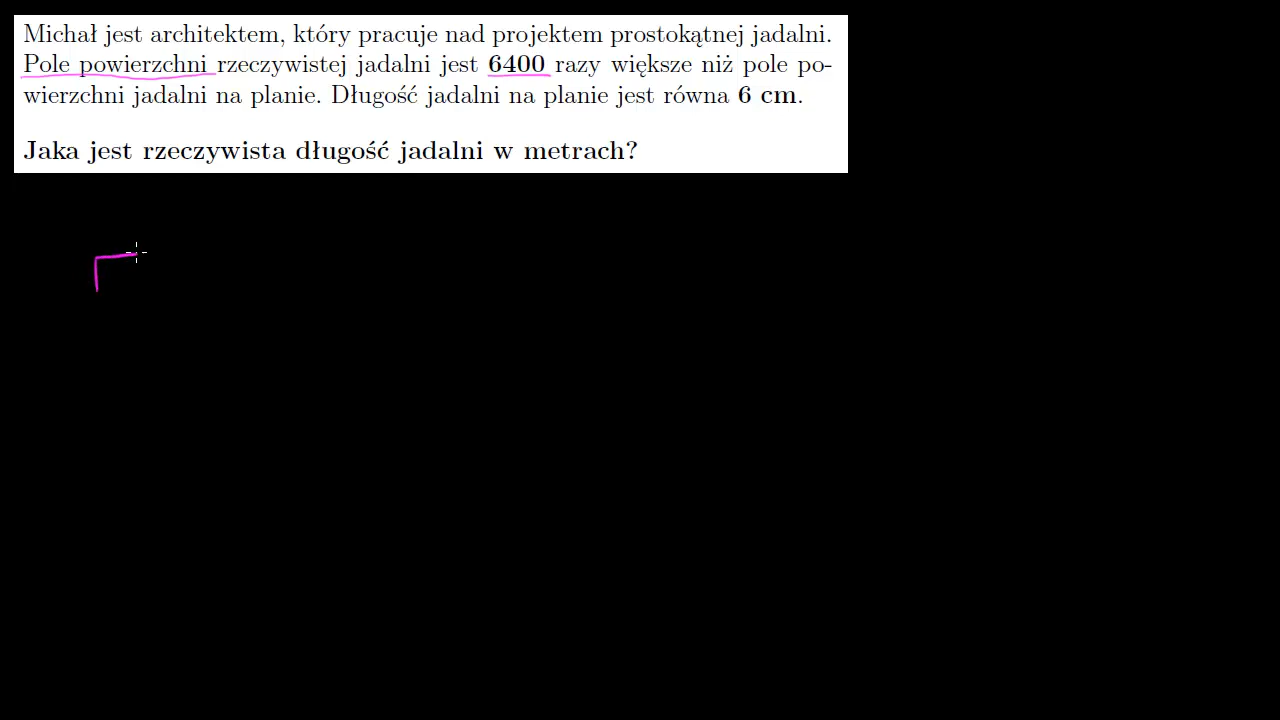 Michał jest architektem, który pracuje nad projektem prostokątnej jadalni.
Pole powierzchni rzeczywistej jadalni jest 6400 razy większe niż pole po-
wierzchni jadalni na planie. Długość jadalni na planie jest równa 6 cm.
Jaka jest rzeczywista długość jadalni w metrach?